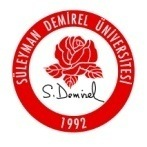 SÜLEYMAN DEMİREL ÜNİVERSİTESİ
S. Demirel
1992